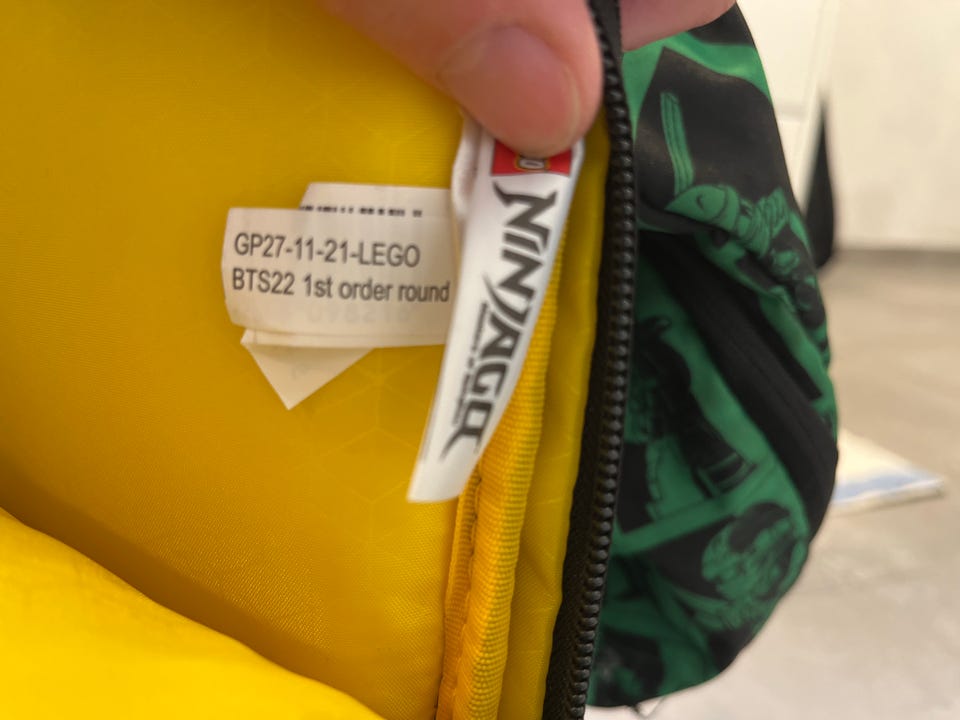 GP27-11-21-LEGO
BTS22 1st order round
NINJAGO